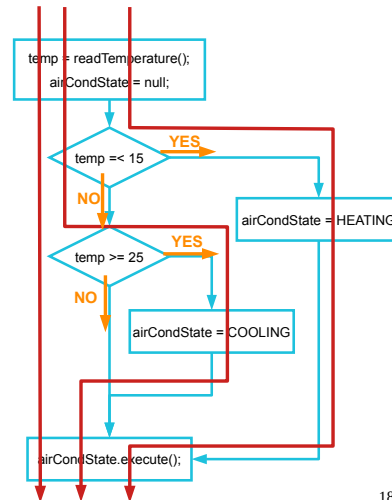 temp = readTemperature();
airCondState = null;
YES
temp =< 15
NO
airCondState = HEATING
YES
temp >= 25
NO
airCondState = COOLING
airCondState.execute();
18